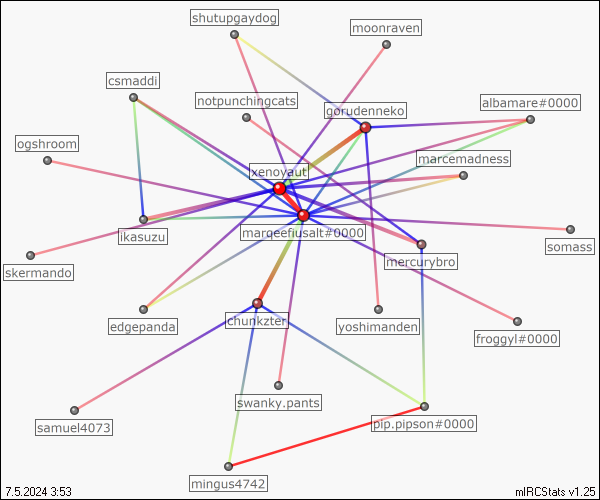 shutupgaydog
moonraven
csmaddi
notpunchingcats
gorudenneko
albamare#0000
ogshroom
marcemadness
xenoyaut
ikasuzu
marqeefiusalt#0000
somass
mercurybro
skermando
edgepanda
chunkzter
yoshimanden
froggyl#0000
swanky.pants
samuel4073
pip.pipson#0000
mingus4742
7.5.2024 3:53
mIRCStats v1.25